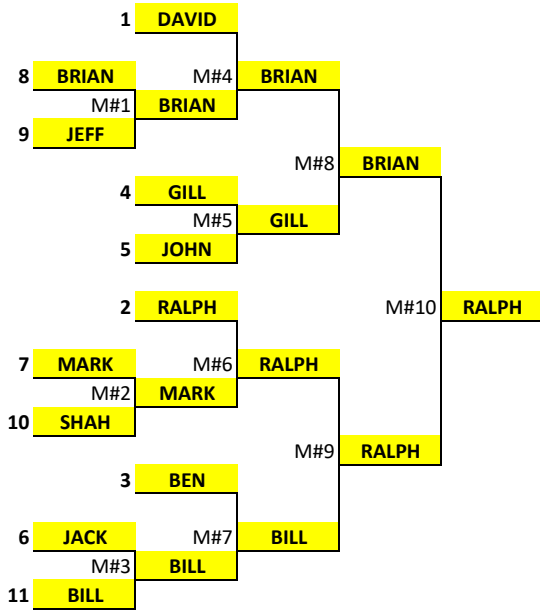 1 DAVID
8 BRIAN M#4 BRIAN
M#1 BRIAN
9 JEFF
M#8 BRIAN
4 GILL
M#5 GILL
5 JOHN
2 RALPH M#10 RALPH
7 MARK M#6 RALPH
M#2 MARK
10 SHAH
M#9 RALPH
3 BEN
6 JACK M#7 BILL
M#3 BILL
11 BILL